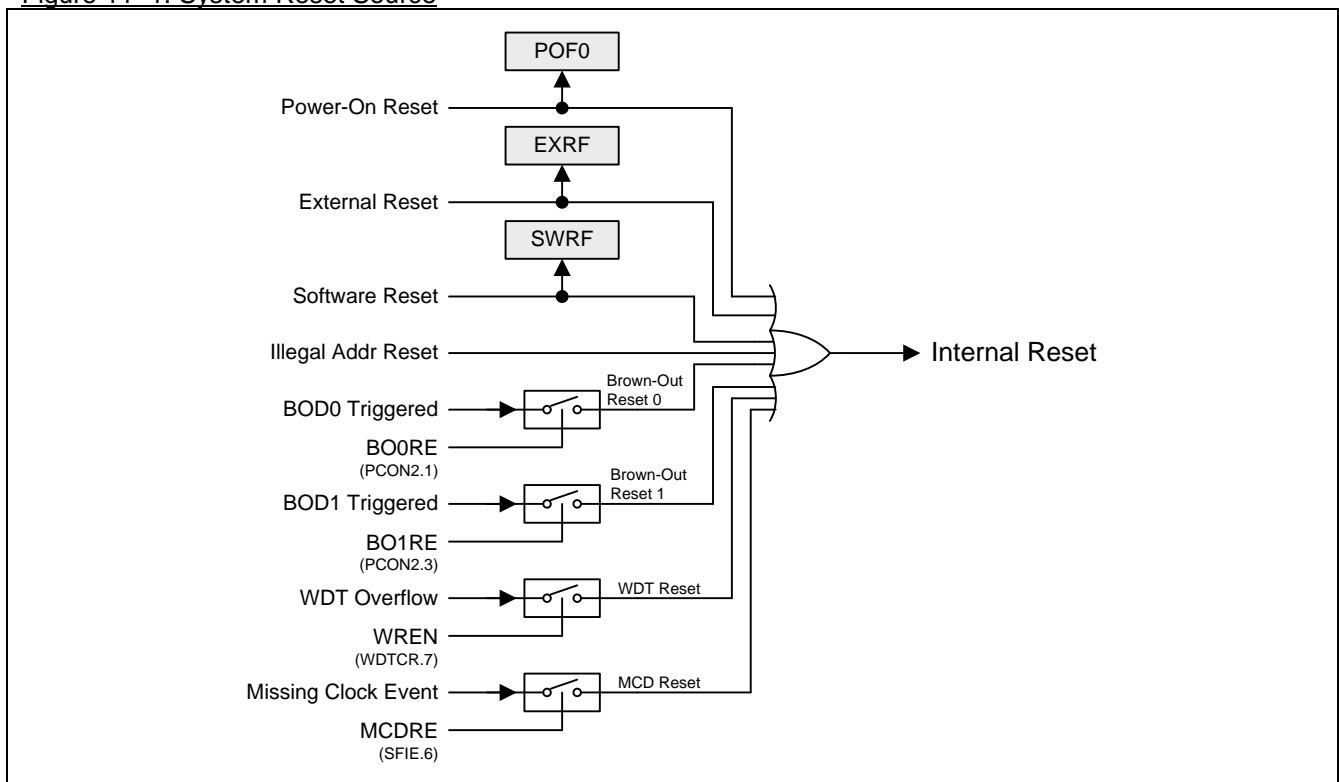 POF0
Power-On Reset
EXRF
External Reset
SWRF
Software Reset
Illegal Addr Reset
Internal Reset
Brown-Out
Reset 0
BOD0 Triggered
BO0RE
(PCON2.1)
Brown-Out
Reset 1
BOD1 Triggered
BO1RE
(PCON2.3)
WDT Overflow
WDT Reset
WREN
(WDTCR.7)
Missing Clock Event
MCD Reset
MCDRE
(SFIE.6)